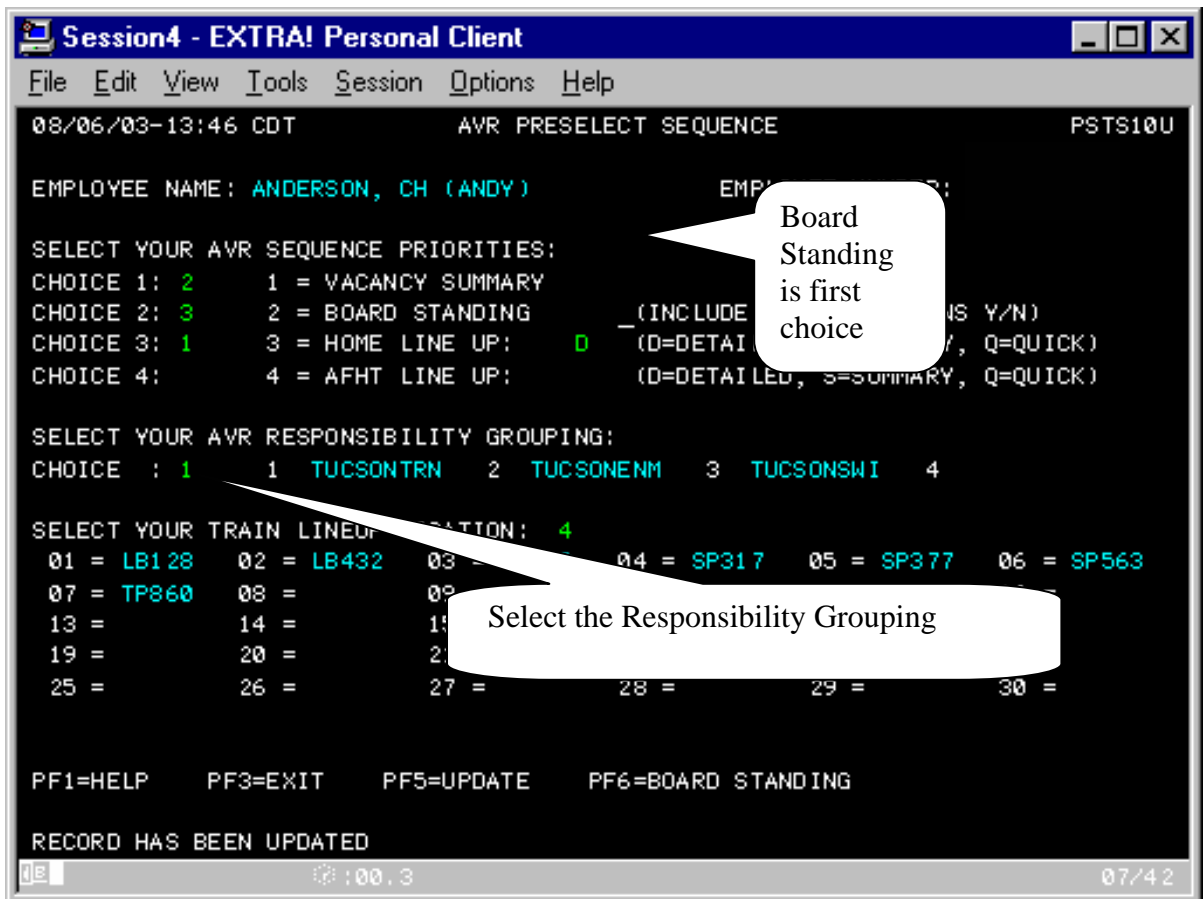 Session4 - EXTRA! Personal Client
File Edit View Tools Session Options Help
08/06/03-13:46 CDT AVR PRESELECT SEQUENCE PSTS10U
EMPLOYEE NAME: ANDERSON, CH (ANDY)
SELECT YOUR AVR SEQUENCE PRIORITIES:
CHOICE 1: 2 1 = VACANCY SUMMARY
CHOICE 2: 3 2 = BOARD STANDING _(INCLUDE Y/N)
CHOICE 3: 1 3 = HOME LINE UP: D Q=QUICK)
CHOICE 4: 4 = AFHT LINE UP: (D=DETAILED, S=SUMMARY, Q=QUICK)
Board
Standing
is first
choice
SELECT YOUR AVR RESPONSIBILITY GROUPING:
CHOICE : 1 1 TUCSONTRN 2 TUCSONENM 3 TUCSONSWI 4
SELECT YOUR TRAIN 4
01 = LB128 02 = LB432 03 = 04 = SP317 05 = SP377 06 = SP563
07 = TP860 08 =
13 = 14 =
19 = 20 =
25 = 26 = 27 = 28 = 29 = 30 =
Select the Responsibility Grouping
PF1=HELP PF3=EXIT PF5=UPDATE PF6=BOARD STANDING
RECORD HAS BEEN UPDATED
:00.3 07/42